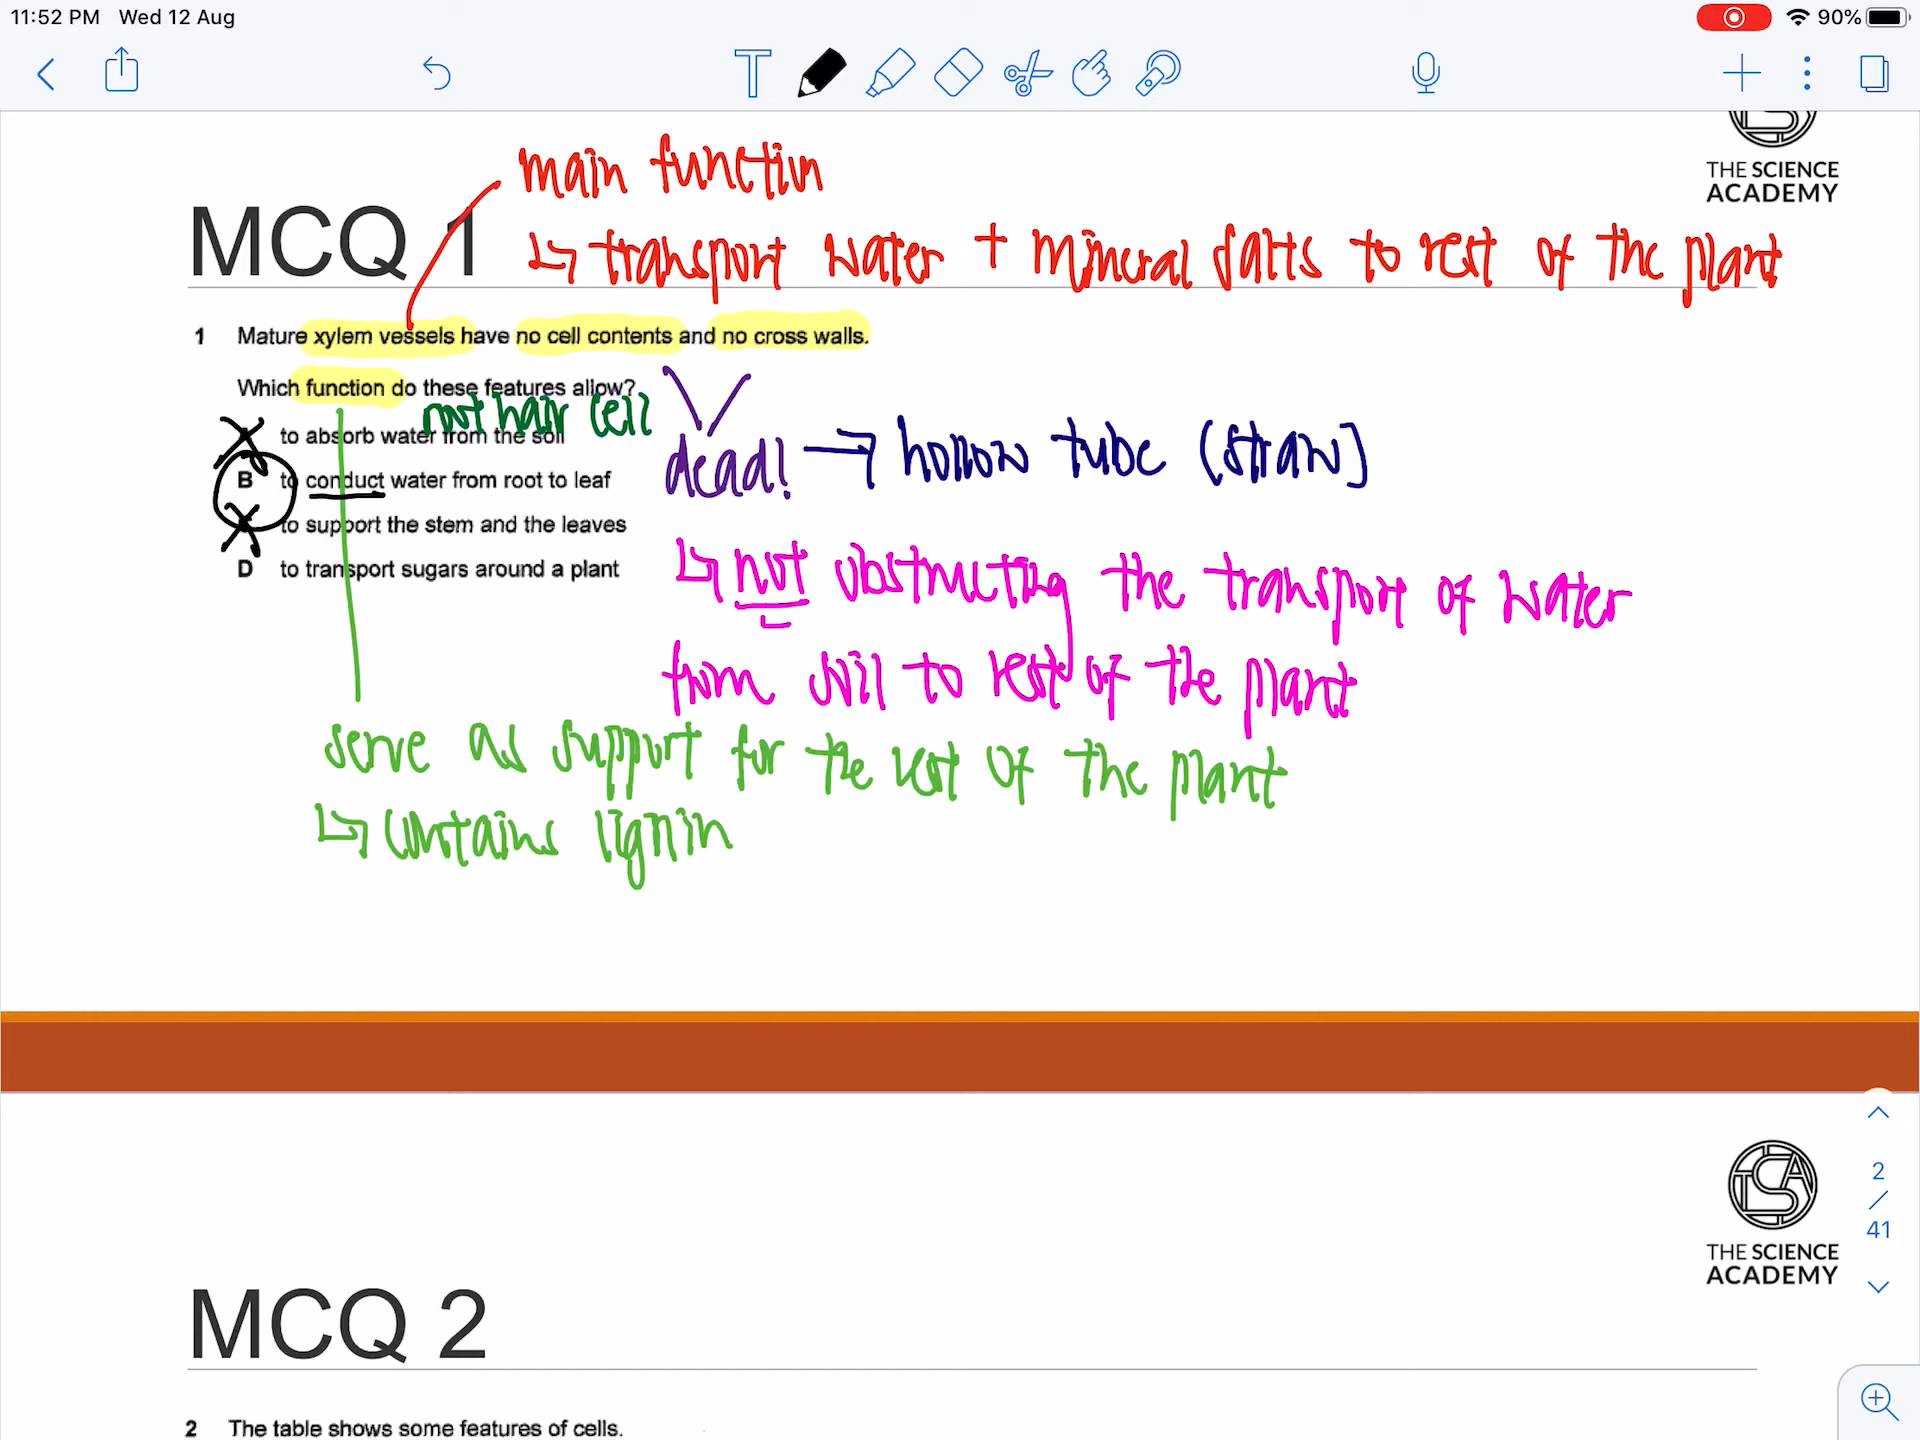 11:52 PM Wed 12 Aug
90%
T
THE SCIENCE
ACADEMY
main function
MCQ 1
↳ transport water + mineral salts to rest of the plant
1 Mature xylem vessels have no cell contents and no cross walls.
Which function do these features allow?
root hair cell
to absorb water from the soil
dead! → hollow tube (straw)
B to conduct water from root to leaf
to support the stem and the leaves
D to transport sugars around a plant
↳ not obstructing the transport of water
from soil to rest of the plant
serve as support for the rest of the plant
↳ contains lignin
2
/
41
THE SCIENCE
ACADEMY
MCQ 2
2 The table shows some features of cells.